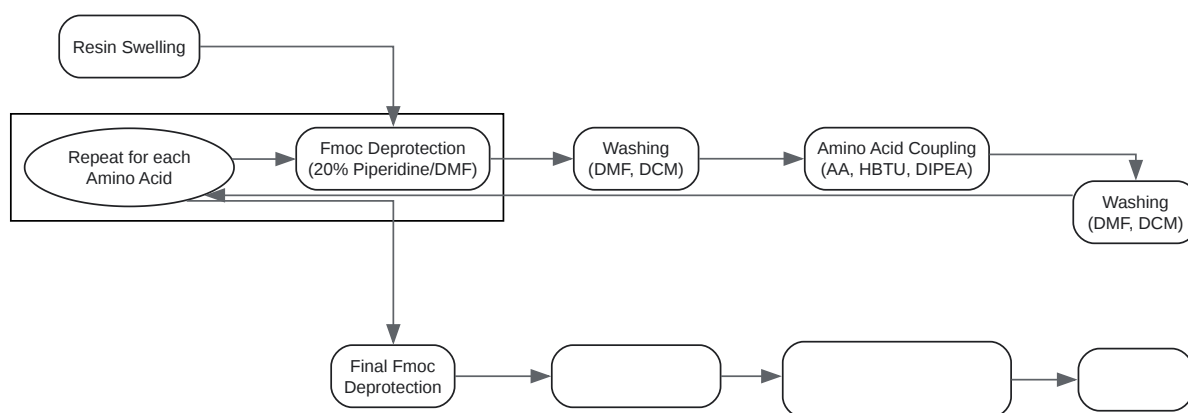 Resin Swelling
Repeat for each
Amino Acid
Fmoc Deprotection
(20% Piperidine/DMF)
Washing
(DMF, DCM)
Amino Acid Coupling
(AA, HBTU, DIPEA)
Washing
(DMF, DCM)
Final Fmoc
Deprotection